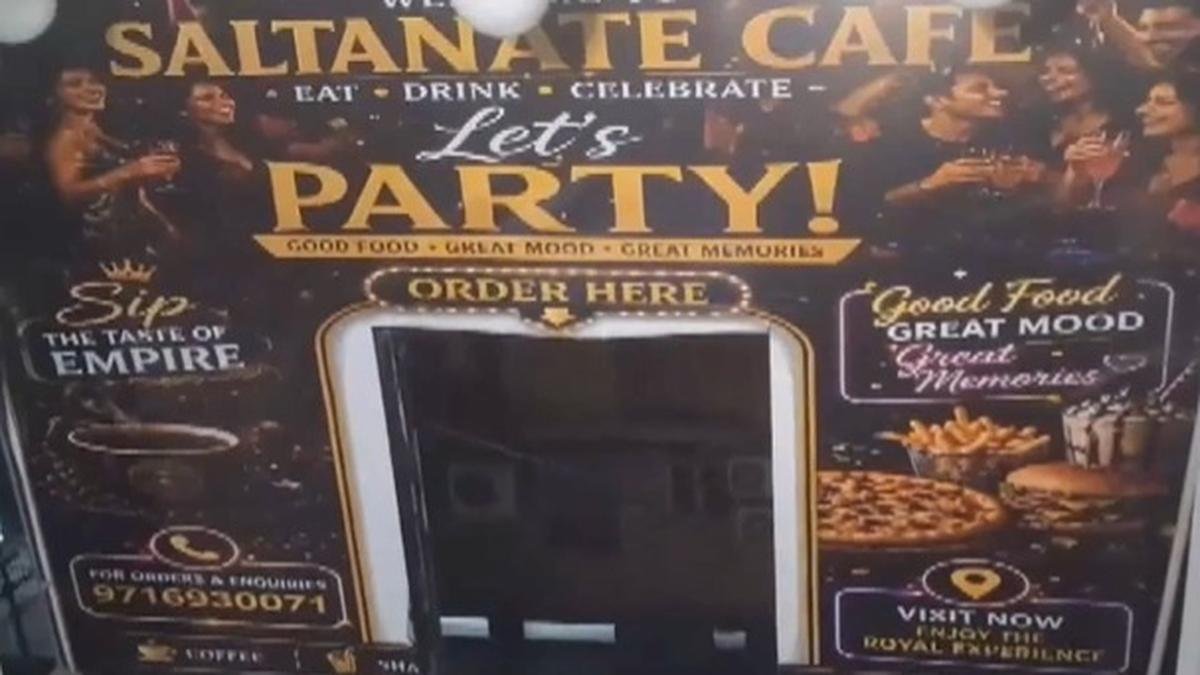 SALTANATE CAFE
EAT • DRINK • CELEBRATE
Let's
PARTY!
GOOD FOOD • GREAT MOOD • GREAT MEMORIES
ORDER HERE
Sip
THE TASTE OF
EMPIRE
Good Food
GREAT MOOD
Great
Memories
FOR ORDERS & ENQUIRIES
9716930071
VISIT NOW
ENJOY THE
ROYAL EXPERIENCE
COFFEE